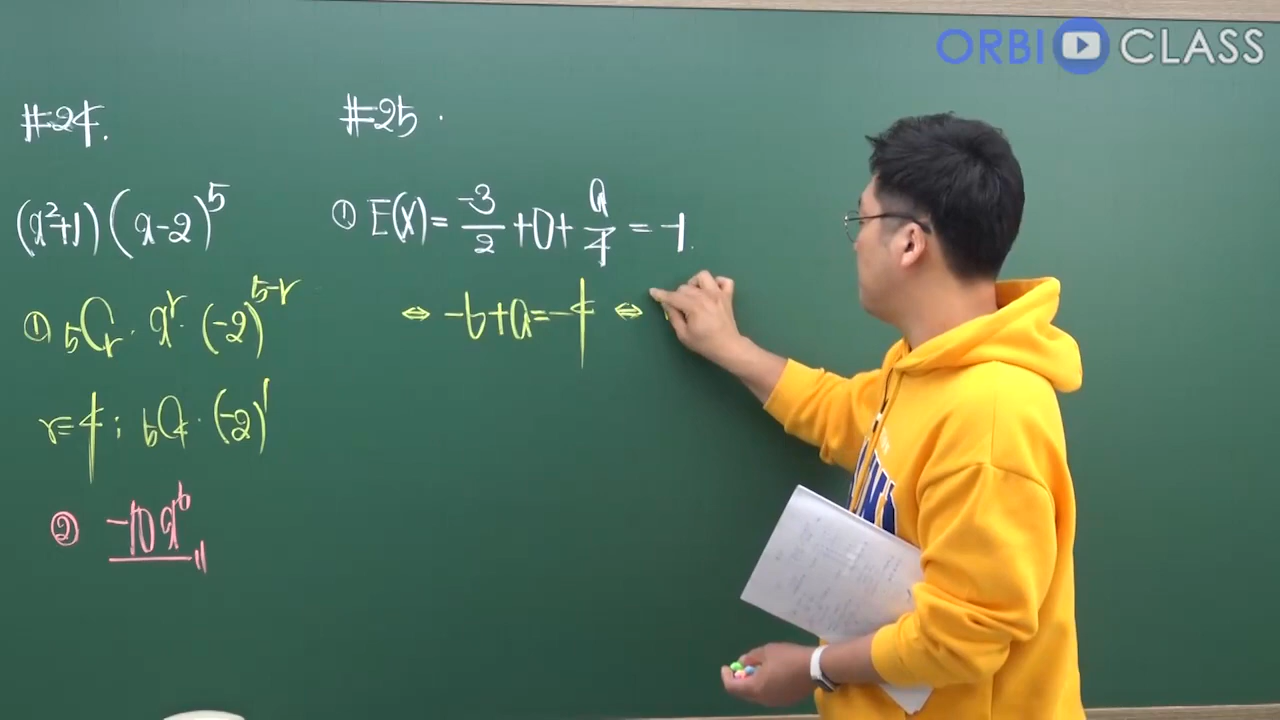 ORBI CLASS
#24.
(x²+1)(x-2)⁵
① ₅Cᵣ · xʳ · (-2)⁵⁻ʳ
r=4 ; ₅C₄ · (-2)¹
② -10x⁶
#25.
① E(X) = -3/2 + 0 + a/4 = -1.
⇔ -6+a=-4 ⇔